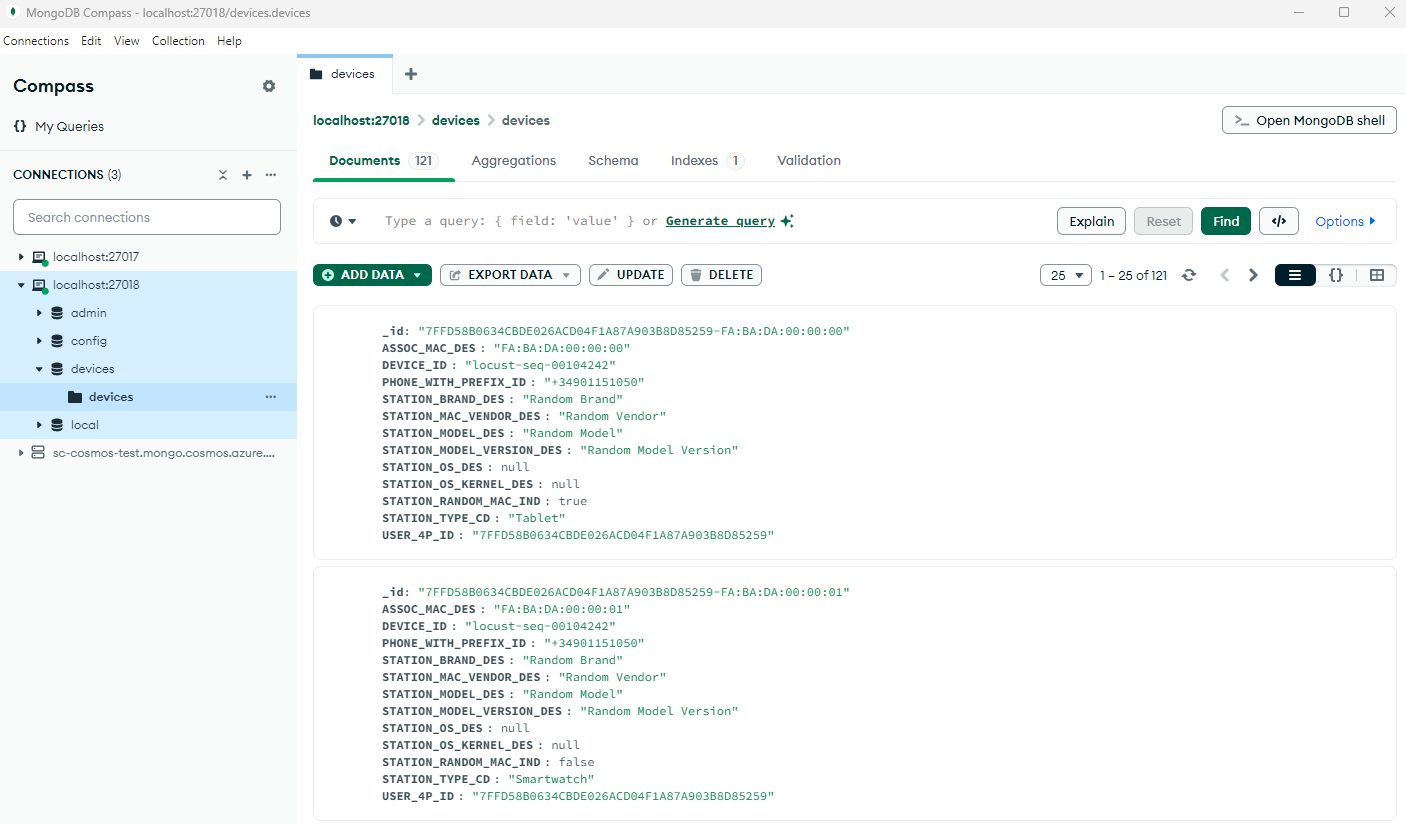 MongoDB Compass - localhost:27018/devices.devices
Connections Edit View Collection Help
Compass
My Queries
CONNECTIONS (3)
Search connections
localhost:27017
localhost:27018
admin
config
devices
devices
local
sc-cosmos-test.mongo.cosmos.azure....
devices
localhost:27018 > devices > devices
>_ Open MongoDB shell
Documents 121 Aggregations Schema Indexes 1 Validation
Type a query: { field: 'value' } or Generate query
Explain Reset Find </> Options
ADD DATA EXPORT DATA UPDATE DELETE
25 1 – 25 of 121 {}
_id: "7FFD58B0634CBDE026ACD04F1A87A903B8D85259-FA:BA:DA:00:00:00"
ASSOC_MAC_DES : "FA:BA:DA:00:00:00"
DEVICE_ID : "locust-seq-00104242"
PHONE_WITH_PREFIX_ID : "+34901151050"
STATION_BRAND_DES : "Random Brand"
STATION_MAC_VENDOR_DES : "Random Vendor"
STATION_MODEL_DES : "Random Model"
STATION_MODEL_VERSION_DES : "Random Model Version"
STATION_OS_DES : null
STATION_OS_KERNEL_DES : null
STATION_RANDOM_MAC_IND : true
STATION_TYPE_CD : "Tablet"
USER_4P_ID : "7FFD58B0634CBDE026ACD04F1A87A903B8D85259"
_id: "7FFD58B0634CBDE026ACD04F1A87A903B8D85259-FA:BA:DA:00:00:01"
ASSOC_MAC_DES : "FA:BA:DA:00:00:01"
DEVICE_ID : "locust-seq-00104242"
PHONE_WITH_PREFIX_ID : "+34901151050"
STATION_BRAND_DES : "Random Brand"
STATION_MAC_VENDOR_DES : "Random Vendor"
STATION_MODEL_DES : "Random Model"
STATION_MODEL_VERSION_DES : "Random Model Version"
STATION_OS_DES : null
STATION_OS_KERNEL_DES : null
STATION_RANDOM_MAC_IND : false
STATION_TYPE_CD : "Smartwatch"
USER_4P_ID : "7FFD58B0634CBDE026ACD04F1A87A903B8D85259"